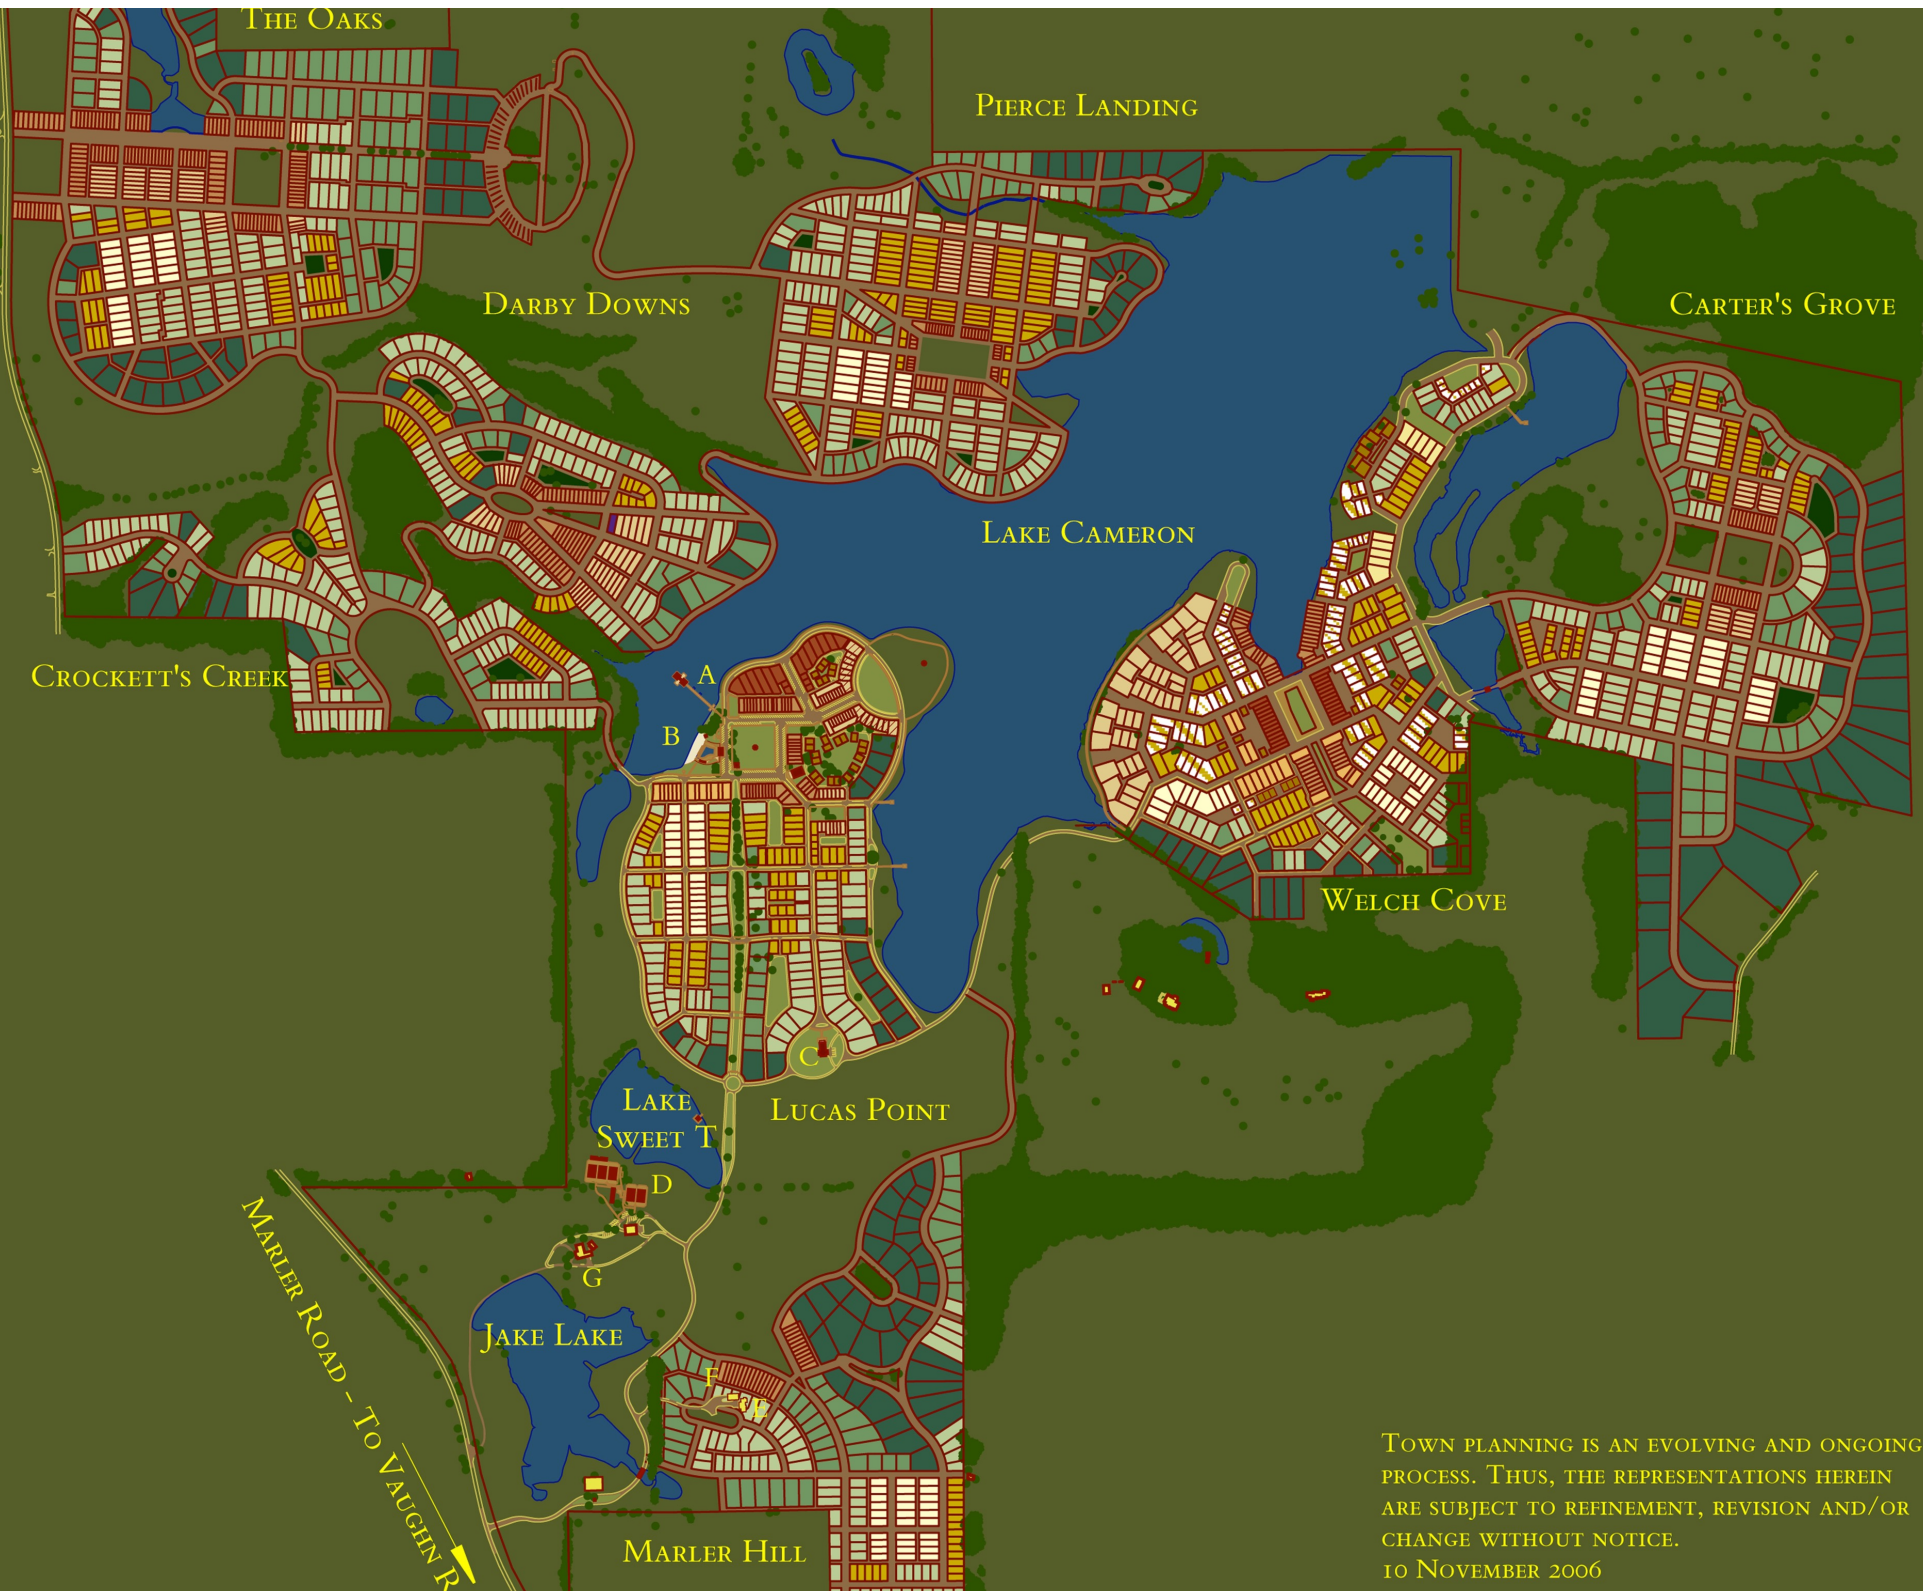 THE OAKS
PIERCE LANDING
DARBY DOWNS
CARTER'S GROVE
LAKE CAMERON
CROCKETT'S CREEK
A
B
WELCH COVE
C
LAKE
SWEET T
LUCAS POINT
D
G
JAKE LAKE
F
E
MARLER ROAD - TO VAUGHN R
MARLER HILL
TOWN PLANNING IS AN EVOLVING AND ONGOING
PROCESS. THUS, THE REPRESENTATIONS HEREIN
ARE SUBJECT TO REFINEMENT, REVISION AND/OR
CHANGE WITHOUT NOTICE.
10 NOVEMBER 2006